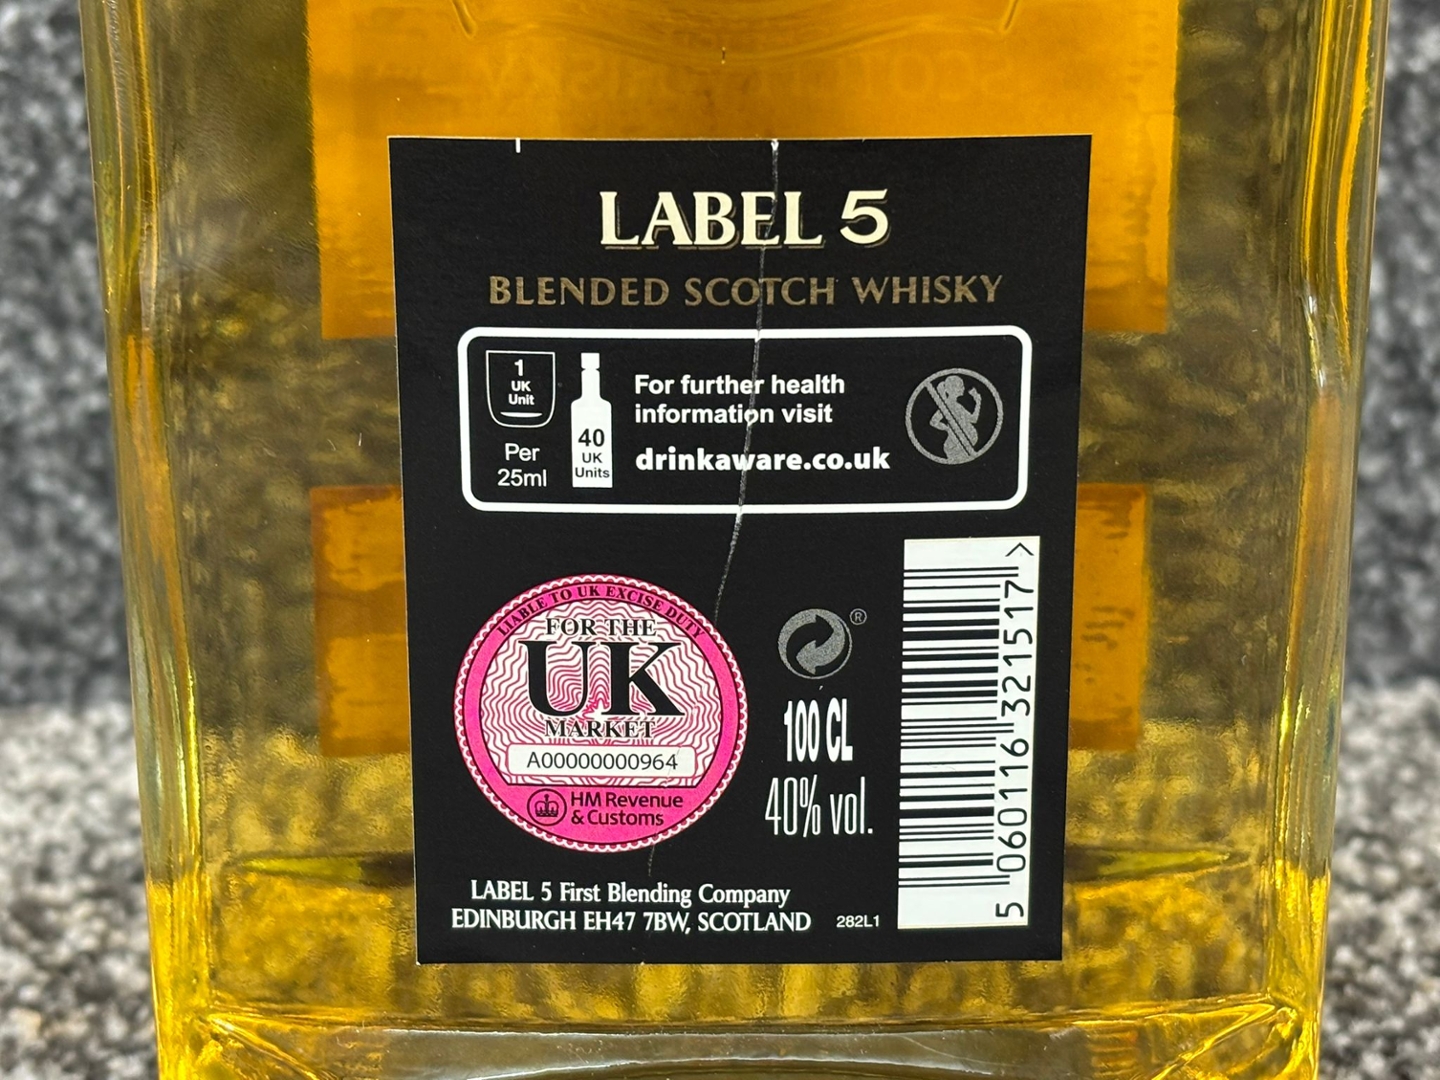 LABEL 5
BLENDED SCOTCH WHISKY
1
UK
Unit
Per
25ml
40
UK
Units
For further health
information visit
drinkaware.co.uk
LIABLE TO UK EXCISE DUTY
FOR THE
UK
MARKET
A00000000964
HM Revenue
& Customs
®
100 CL
40% vol.
5 060116 321517 >
LABEL 5 First Blending Company
EDINBURGH EH47 7BW, SCOTLAND
282L1